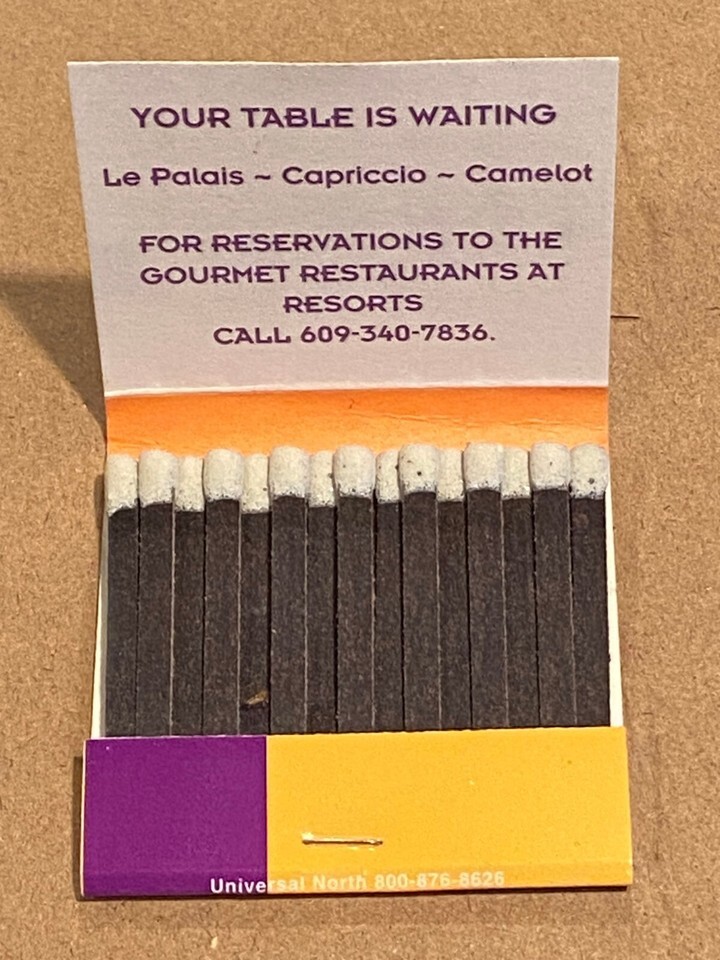 YOUR TABLE IS WAITING
Le Palais ~ Capriccio ~ Camelot
FOR RESERVATIONS TO THE
GOURMET RESTAURANTS AT
RESORTS
CALL 609-340-7836.
Universal North 800-876-8626